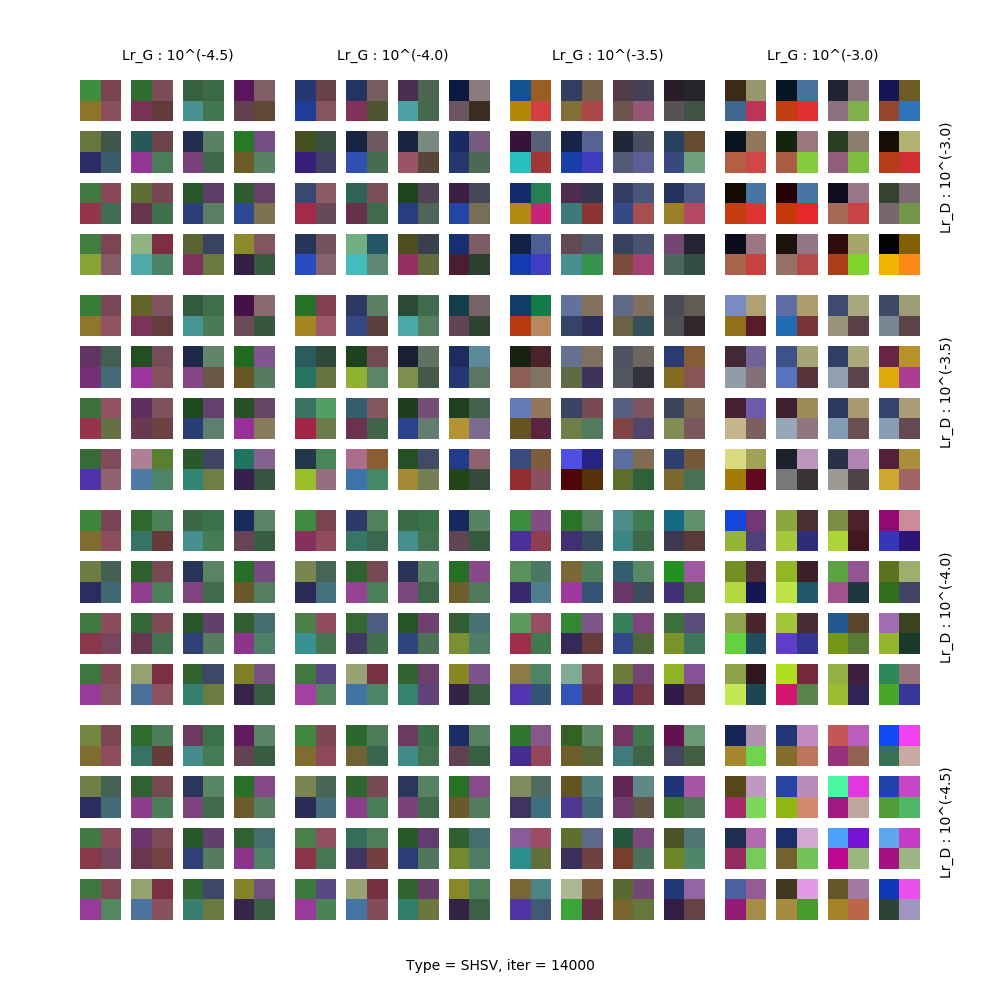 Lr_G : 10^(-4.5)
Lr_G : 10^(-4.0)
Lr_G : 10^(-3.5)
Lr_G : 10^(-3.0)
Lr_D : 10^(-3.0)
Lr_D : 10^(-3.5)
Lr_D : 10^(-4.0)
Lr_D : 10^(-4.5)
Type = SHSV, iter = 14000